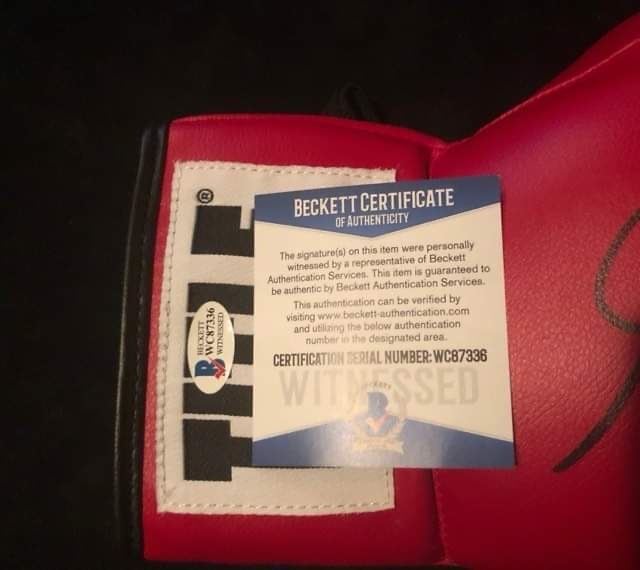 BECKETT CERTIFICATE
OF AUTHENTICITY
The signature(s) on this item were personally
witnessed by a representative of Beckett
Authentication Services. This item is guaranteed to
be authentic by Beckett Authentication Services.
This authentication can be verified by
visiting www.beckett-authentication.com
and utilizing the below authentication
number in the designated area.
CERTIFICATION SERIAL NUMBER: WC87336
WITNESSED
BECKETT
B
TITLE®
BECKETT
WC87336
WITNESSED
B